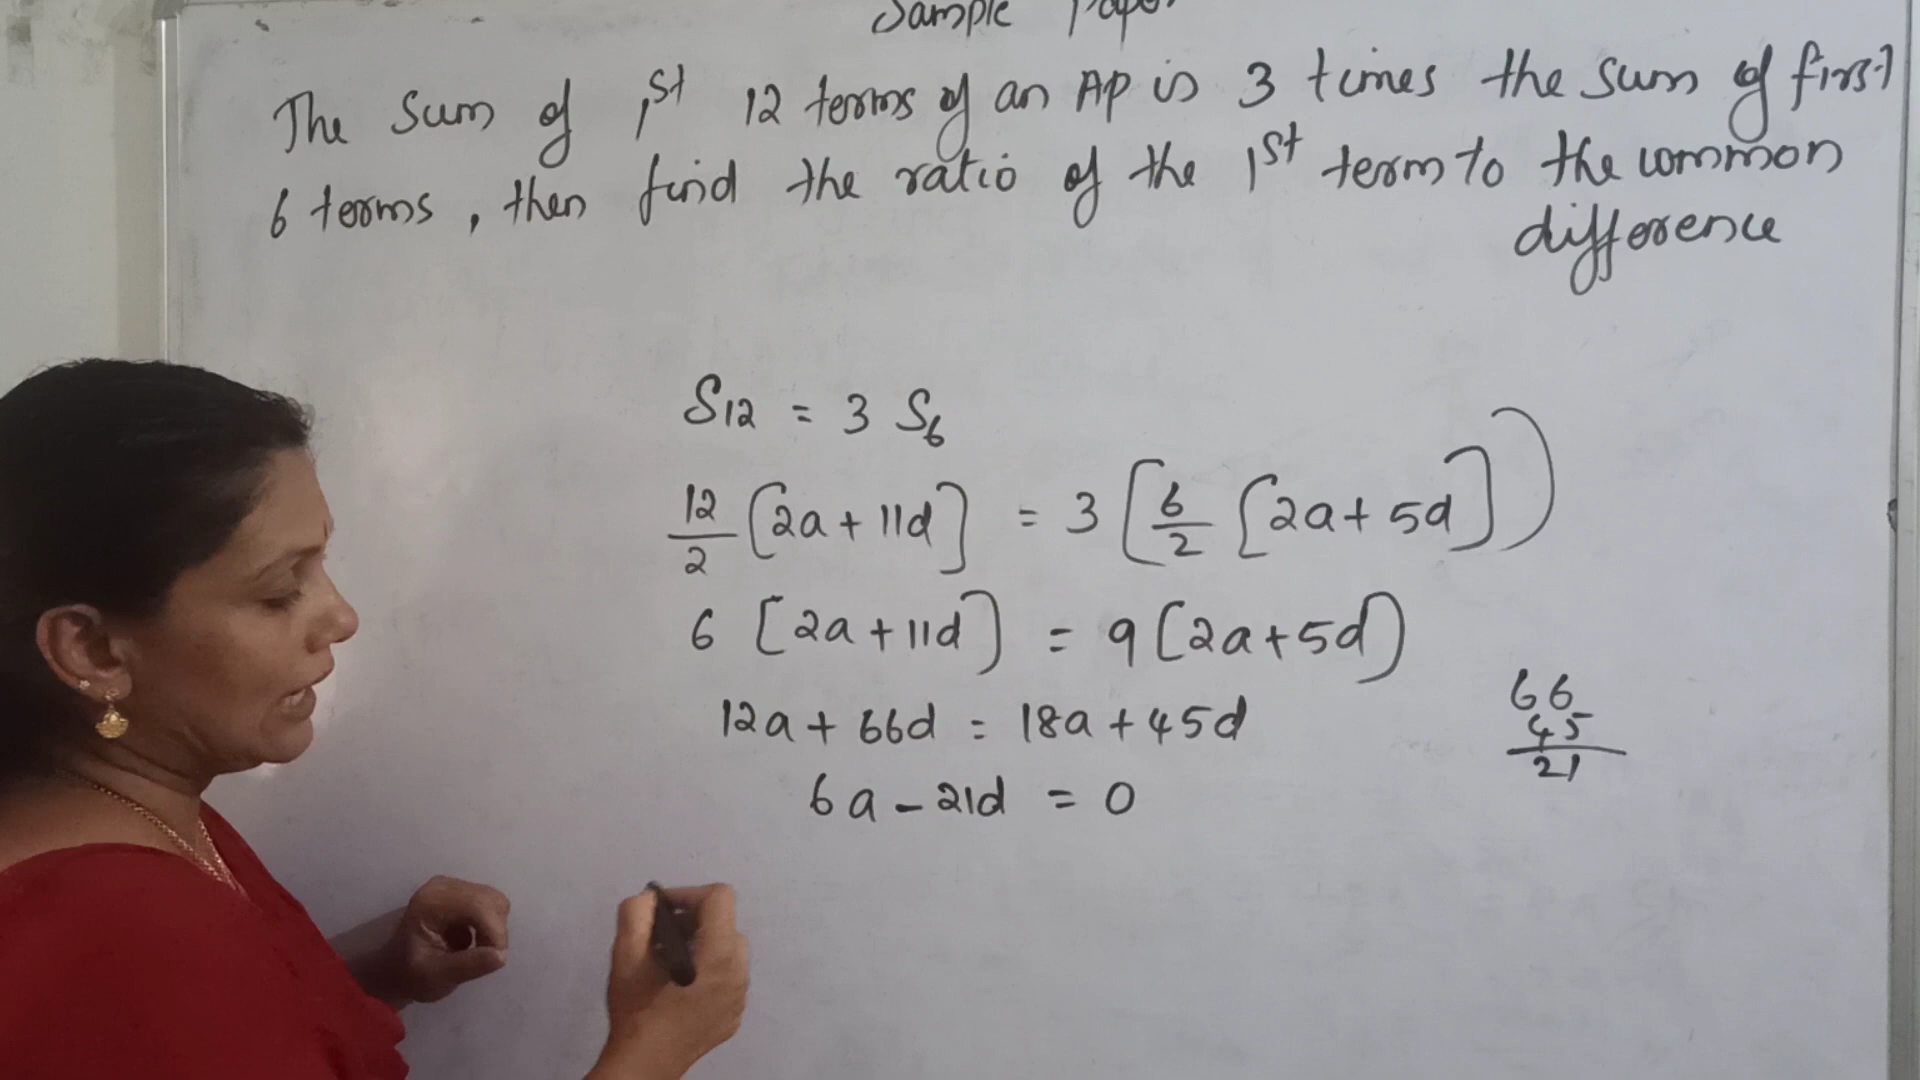 Sample Paper
The Sum of 1st 12 terms of an AP is 3 times the sum of first
6 terms, then find the ratio of the 1st term to the common
difference
S12 = 3 S6
12/2 [2a + 11d] = 3 [6/2 [2a + 5d])
6 [2a + 11d) = 9 [2a + 5d)
12a + 66d = 18a + 45d
6a - 21d = 0
66
45
21